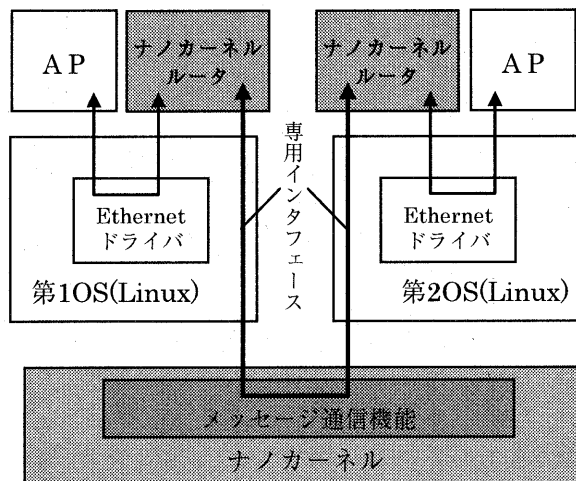 AP
ナノカーネル
ルータ
ナノカーネル
ルータ
AP
専用インタフェース
Ethernet
ドライバ
第1OS(Linux)
Ethernet
ドライバ
第2OS(Linux)
メッセージ通信機能
ナノカーネル